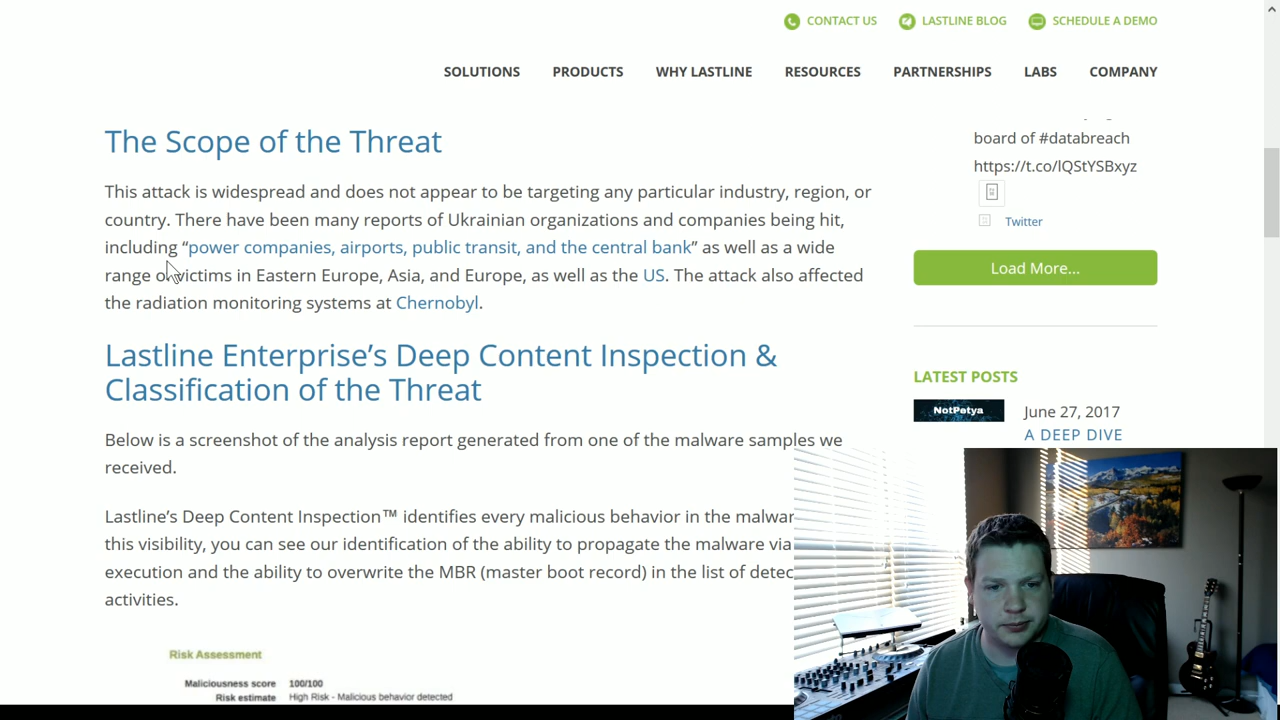 CONTACT US LASTLINE BLOG SCHEDULE A DEMO
SOLUTIONS PRODUCTS WHY LASTLINE RESOURCES PARTNERSHIPS LABS COMPANY
The Scope of the Threat
This attack is widespread and does not appear to be targeting any particular industry, region, or
country. There have been many reports of Ukrainian organizations and companies being hit,
including “power companies, airports, public transit, and the central bank” as well as a wide
range of victims in Eastern Europe, Asia, and Europe, as well as the US. The attack also affected
the radiation monitoring systems at Chernobyl.
Lastline Enterprise’s Deep Content Inspection &
Classification of the Threat
Below is a screenshot of the analysis report generated from one of the malware samples we
received.
Lastline’s Deep Content Inspection™ identifies every malicious behavior in the
this visibility, you can see our identification of the ability to propagate the malware via
execution and the ability to overwrite the MBR (master boot record) in the list of
activities.
Risk Assessment
Maliciousness score 100/100
Risk estimate High Risk - Malicious behavior detected
board of #databreach
https://t.co/lQStYSBxyz
Twitter
Load More...
LATEST POSTS
NotPetya
June 27, 2017
A DEEP DIVE